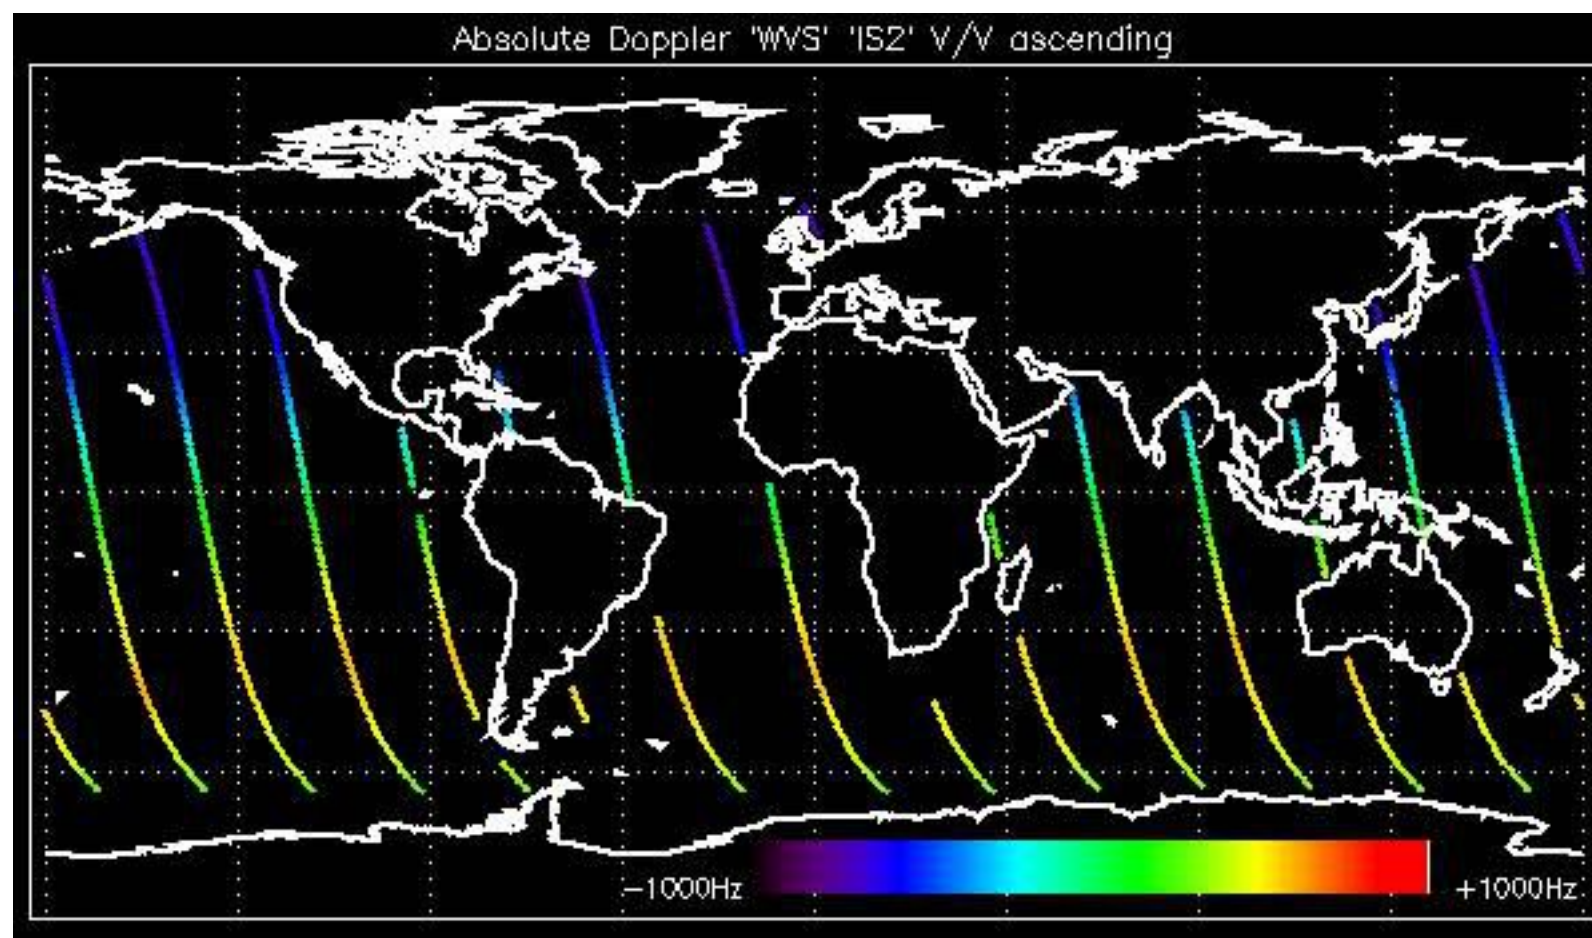 Absolute Doppler 'WVS' 'IS2' V/V ascending
-1000Hz +1000Hz